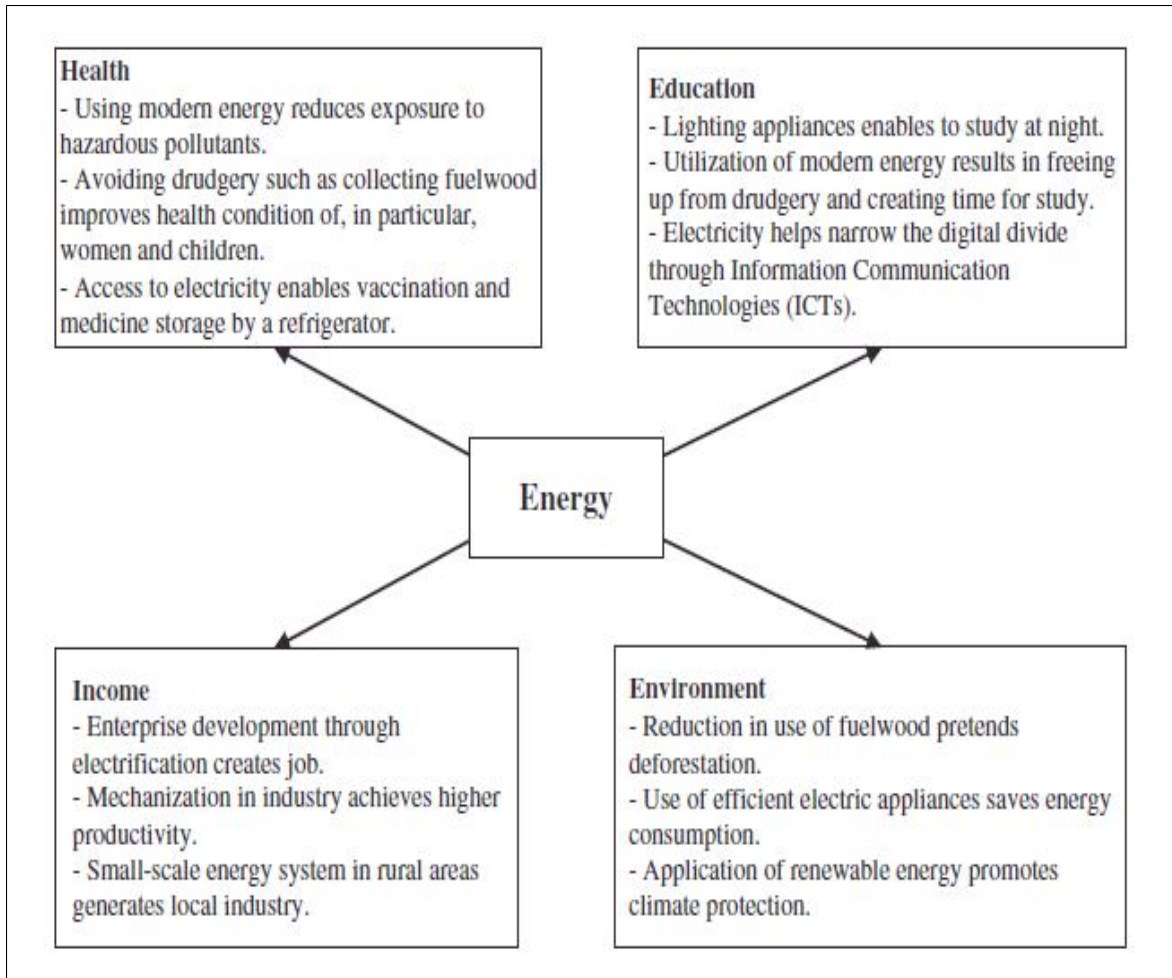 Health
- Using modern energy reduces exposure to
hazardous pollutants.
- Avoiding drudgery such as collecting fuelwood
improves health condition of, in particular,
women and children.
- Access to electricity enables vaccination and
medicine storage by a refrigerator.
Education
- Lighting appliances enables to study at night.
- Utilization of modern energy results in freeing
up from drudgery and creating time for study.
- Electricity helps narrow the digital divide
through Information Communication
Technologies (ICTs).
Energy
Income
- Enterprise development through
electrification creates job.
- Mechanization in industry achieves higher
productivity.
- Small-scale energy system in rural areas
generates local industry.
Environment
- Reduction in use of fuelwood pretends
deforestation.
- Use of efficient electric appliances saves energy
consumption.
- Application of renewable energy promotes
climate protection.